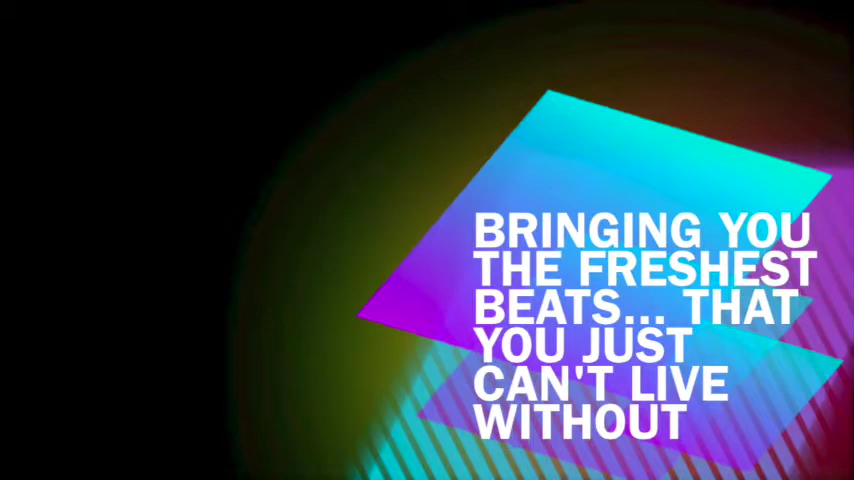 BRINGING YOU
THE FRESHEST
BEATS... THAT
YOU JUST
CAN'T LIVE
WITHOUT